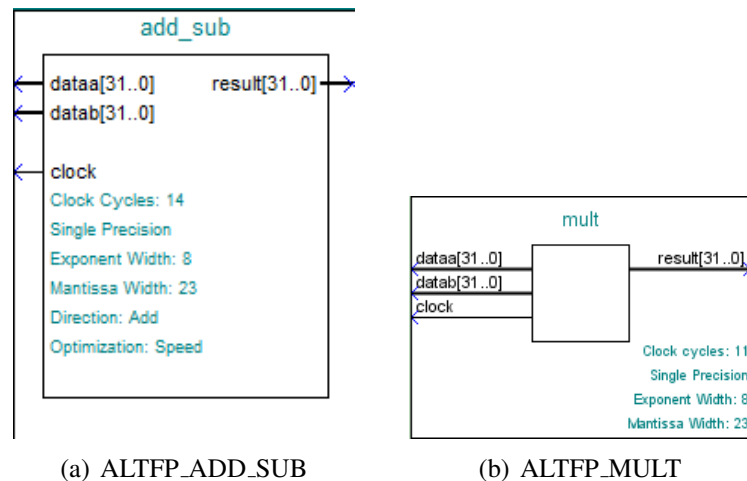 add_sub
dataa[31..0] result[31..0]
datab[31..0]
clock
Clock Cycles: 14
Single Precision
Exponent Width: 8
Mantissa Width: 23
Direction: Add
Optimization: Speed
(a) ALTFP_ADD_SUB
mult
dataa[31..0] result[31..0]
datab[31..0]
clock
Clock cycles: 11
Single Precision
Exponent Width: 8
Mantissa Width: 23
(b) ALTFP_MULT